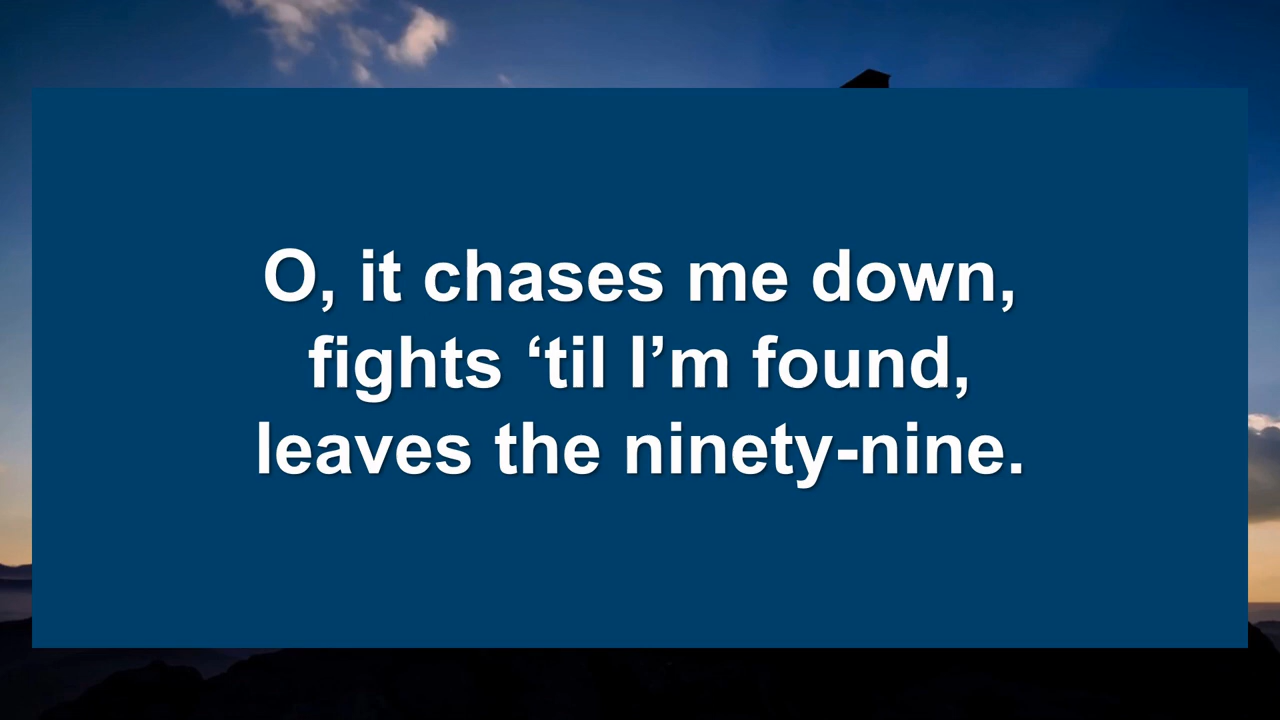 O, it chases me down,
fights ‘til I’m found,
leaves the ninety-nine.